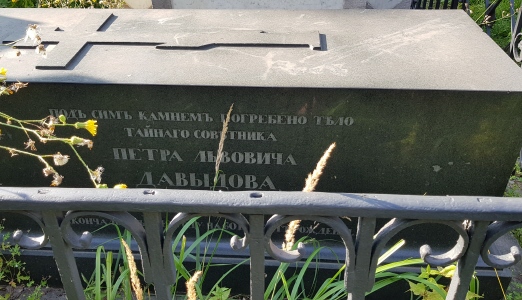 ПОДЪ СИМЪ КАМНЕМЪ ПОГРЕБЕНО ТѢЛО
ТАЙНАГО СОВѢТНИКА
ПЕТРА ЛЬВОВИЧА
ДАВЫДОВА